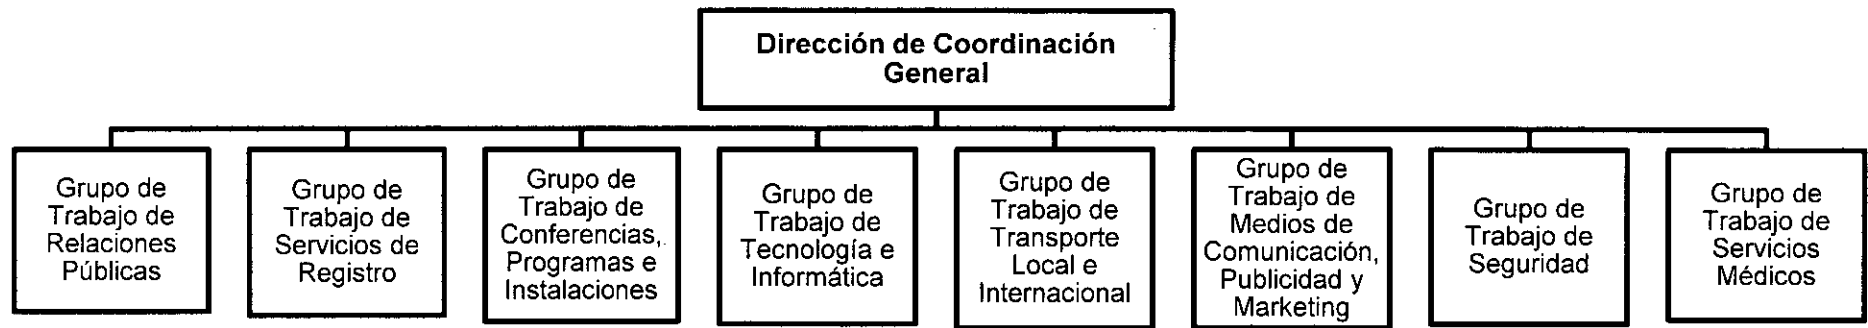 Dirección de Coordinación
General
Grupo de
Trabajo de
Relaciones
Públicas
Grupo de
Trabajo de
Servicios de
Registro
Grupo de
Trabajo de
Conferencias,
Programas e
Instalaciones
Grupo de
Trabajo de
Tecnología e
Informática
Grupo de
Trabajo de
Transporte
Local e
Internacional
Grupo de
Trabajo de
Medios de
Comunicación,
Publicidad y
Marketing
Grupo de
Trabajo de
Seguridad
Grupo de
Trabajo de
Servicios
Médicos